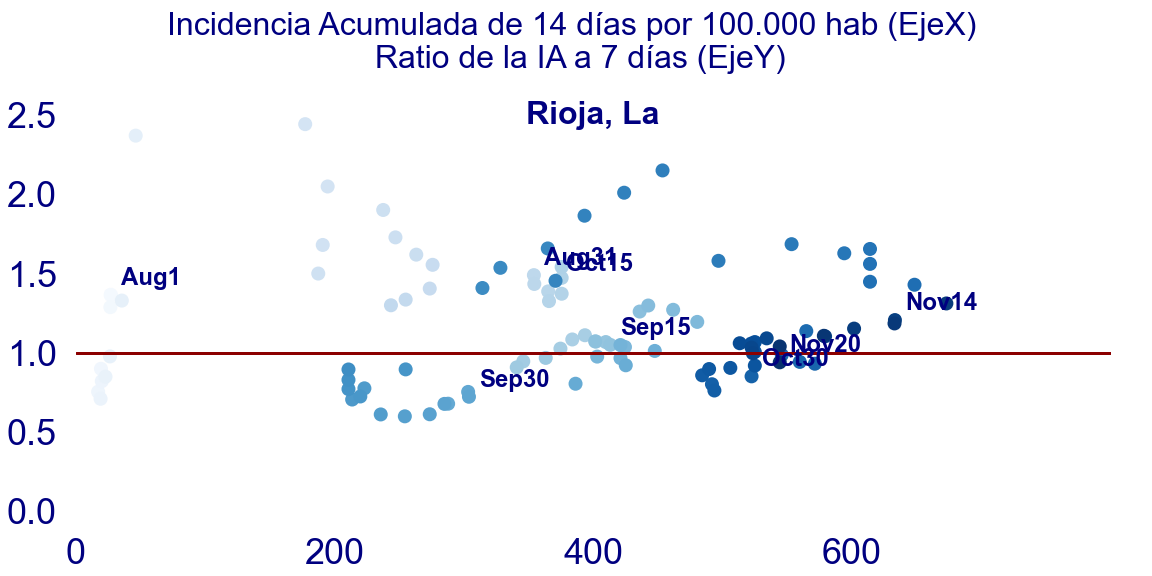 Incidencia Acumulada de 14 días por 100.000 hab (EjeX)
Ratio de la IA a 7 días (EjeY)
Rioja, La
2.5
2.0
1.5
1.0
0.5
0.0
Aug1
Aug31
Oct15
Sep15
Sep30
Nov14
Nov20
Oct30
0 200 400 600